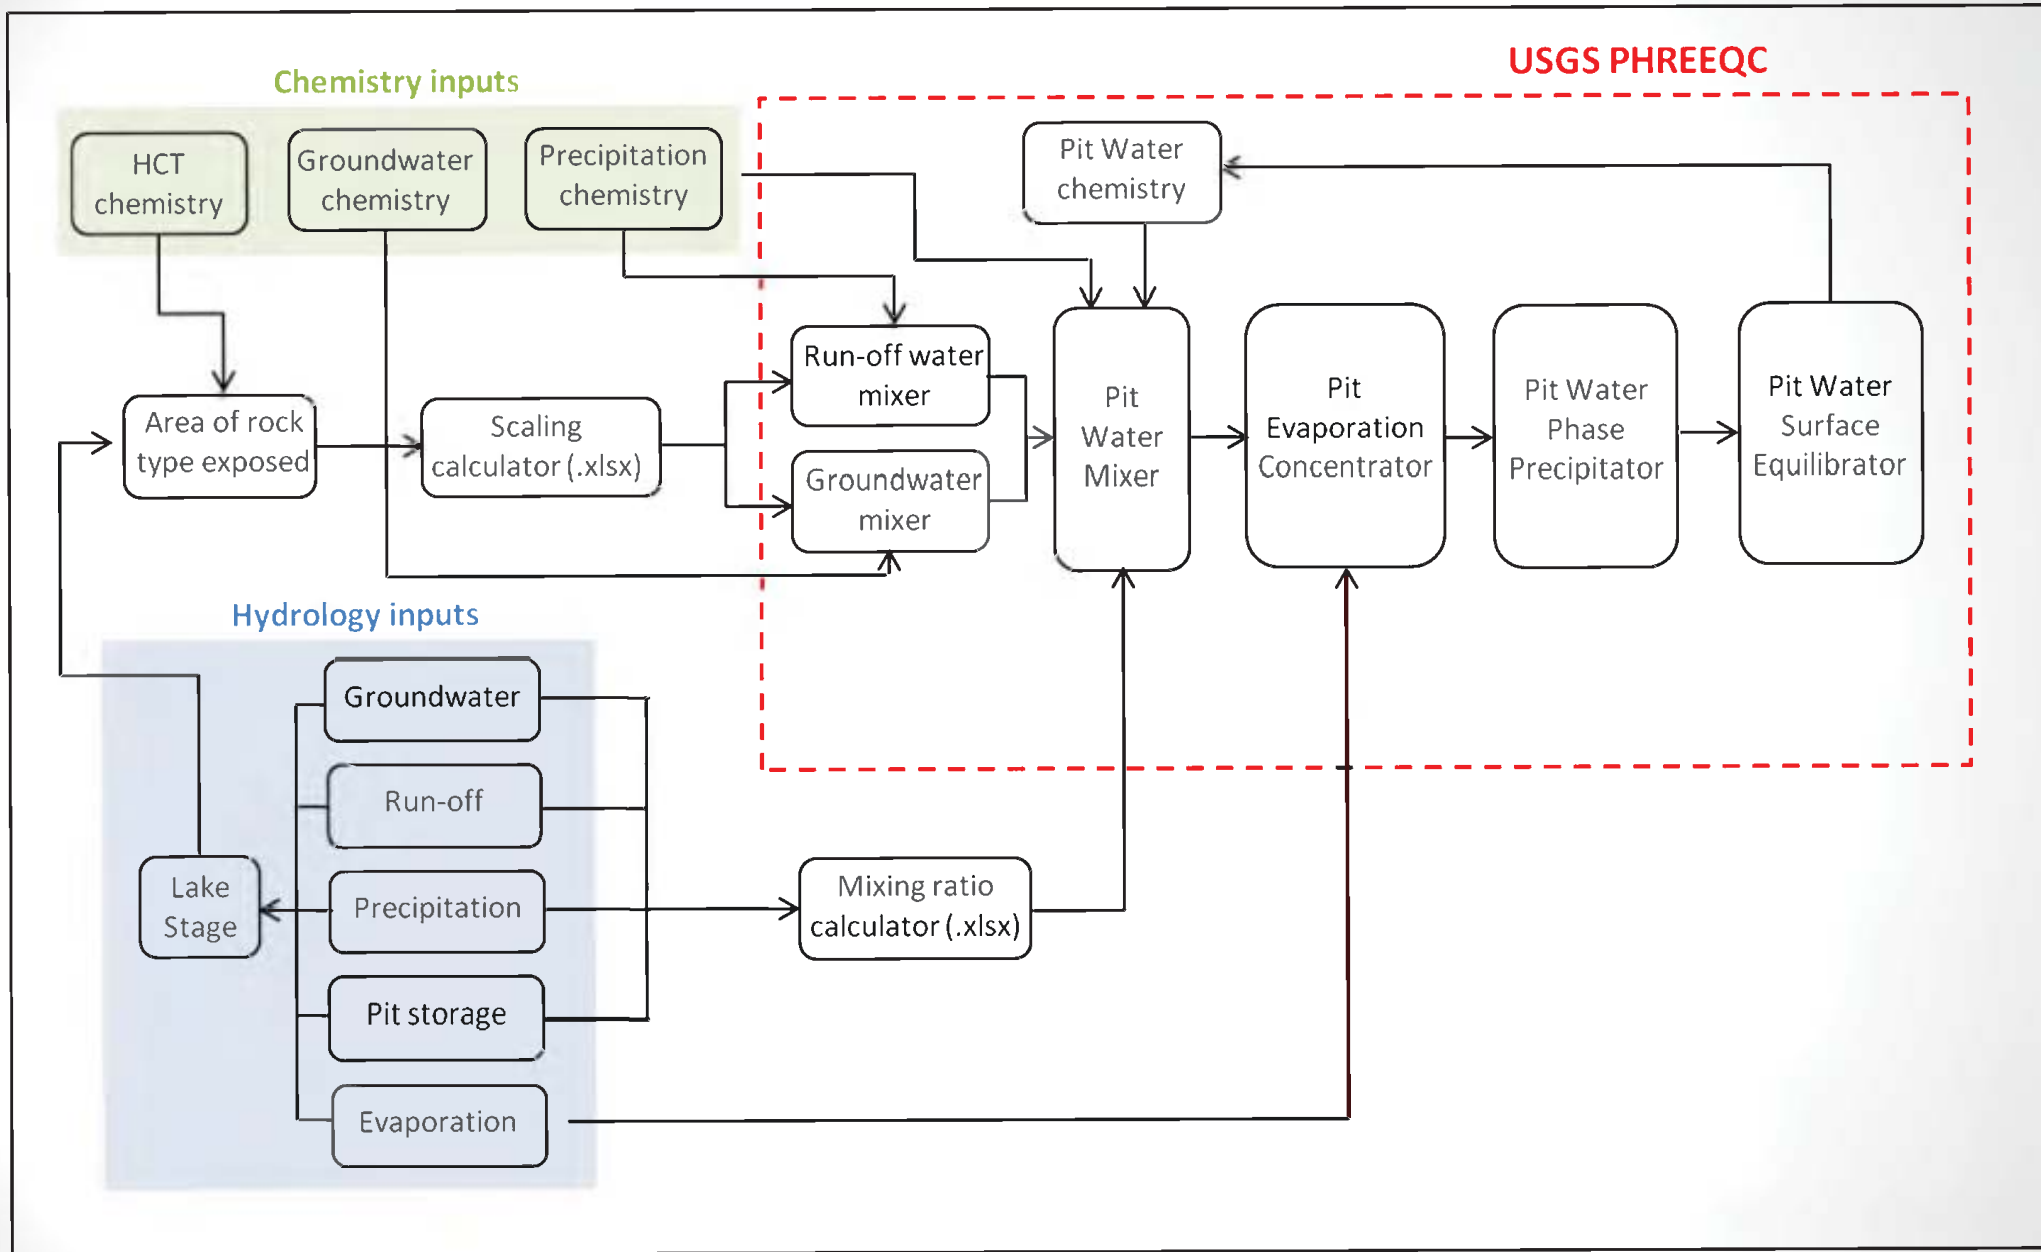 USGS PHREEQC
Chemistry inputs
HCT
chemistry
Groundwater
chemistry
Precipitation
chemistry
Pit Water
chemistry
Area of rock
type exposed
Scaling
calculator (.xlsx)
Run-off water
mixer
Groundwater
mixer
Pit
Water
Mixer
Pit
Evaporation
Concentrator
Pit Water
Phase
Precipitator
Pit Water
Surface
Equilibrator
Hydrology inputs
Groundwater
Run-off
Lake
Stage
Precipitation
Pit storage
Evaporation
Mixing ratio
calculator (.xlsx)